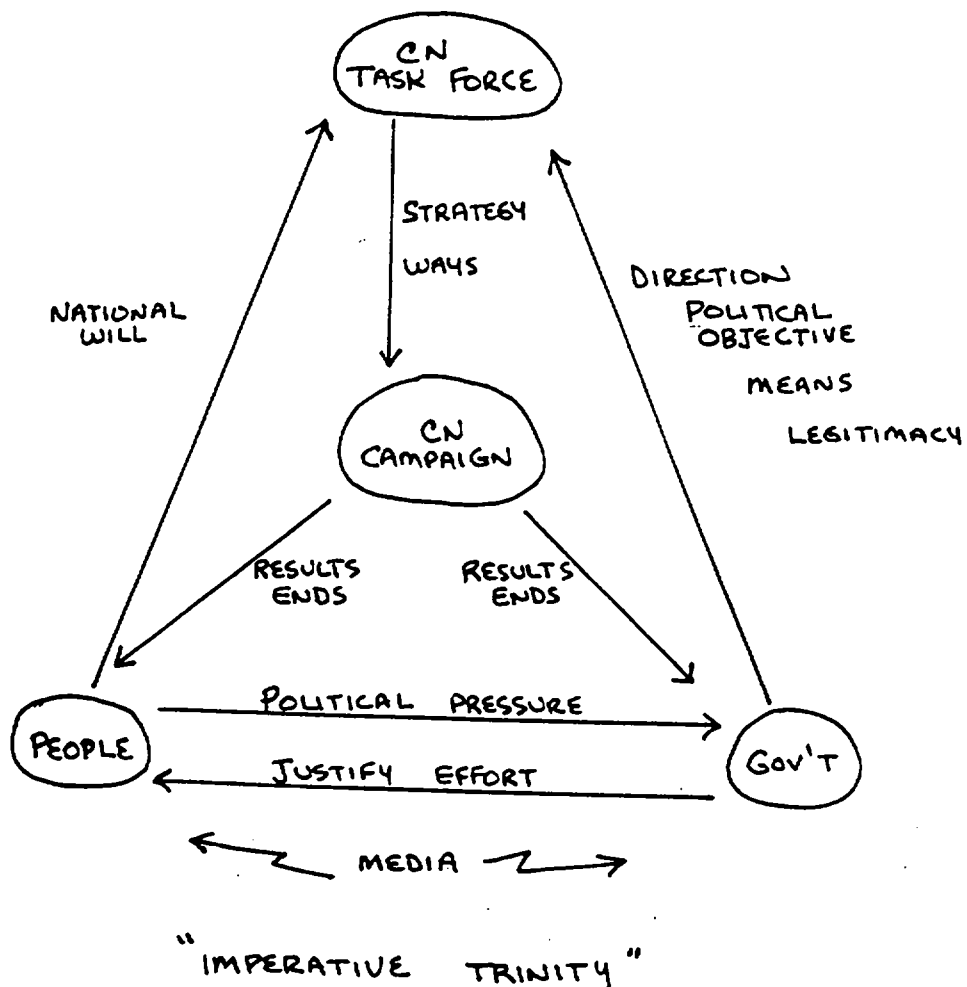 CN
TASK FORCE
STRATEGY
WAYS
NATIONAL
WILL
DIRECTION
POLITICAL
OBJECTIVE
MEANS
LEGITIMACY
CN
CAMPAIGN
RESULTS
ENDS
RESULTS
ENDS
POLITICAL PRESSURE
PEOPLE
GOV'T
JUSTIFY EFFORT
MEDIA
"IMPERATIVE TRINITY"